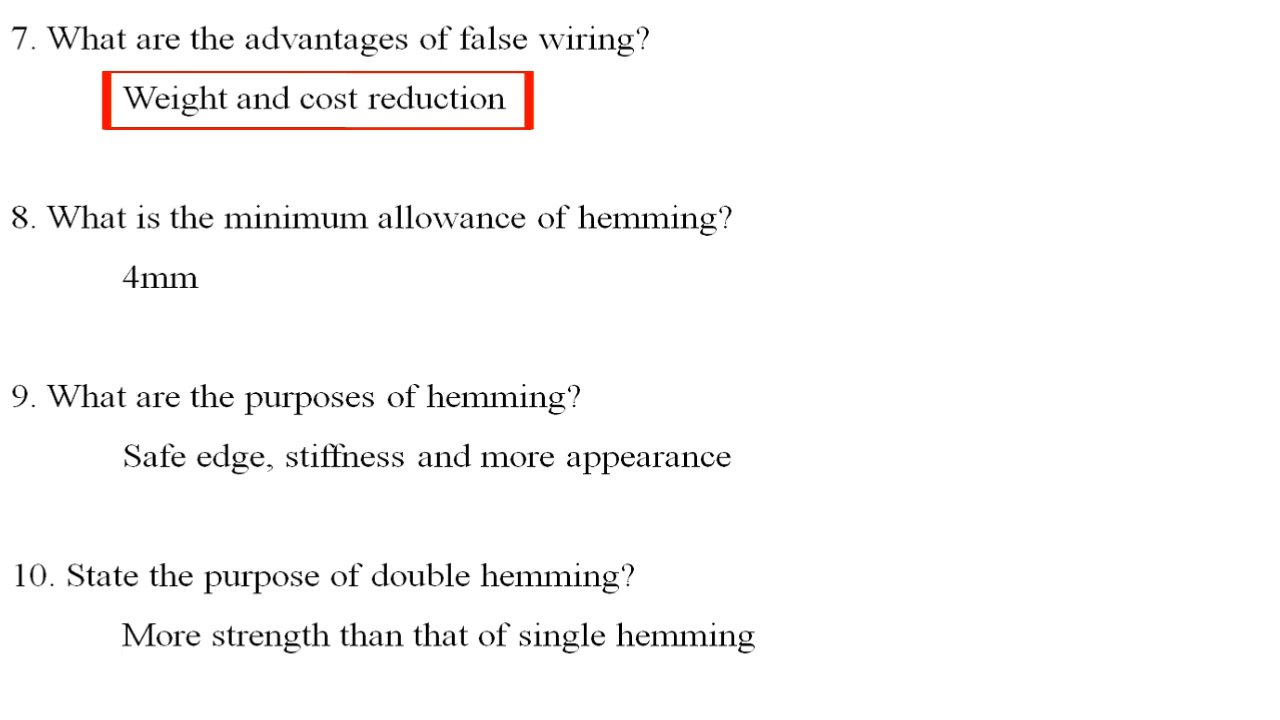 7. What are the advantages of false wiring?
Weight and cost reduction
8. What is the minimum allowance of hemming?
4mm
9. What are the purposes of hemming?
Safe edge, stiffness and more appearance
10. State the purpose of double hemming?
More strength than that of single hemming